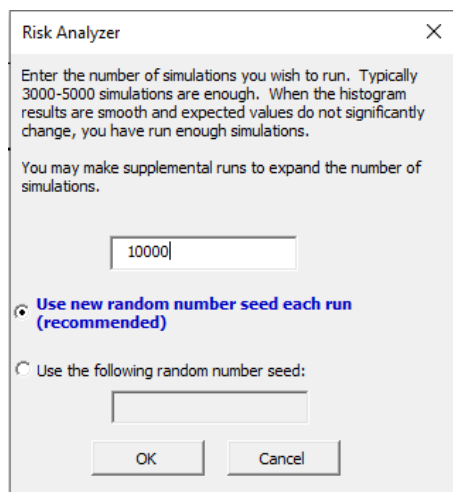 Risk Analyzer
Enter the number of simulations you wish to run. Typically
3000-5000 simulations are enough. When the histogram
results are smooth and expected values do not significantly
change, you have run enough simulations.
You may make supplemental runs to expand the number of
simulations.
10000
Use new random number seed each run
(recommended)
Use the following random number seed:
OK
Cancel